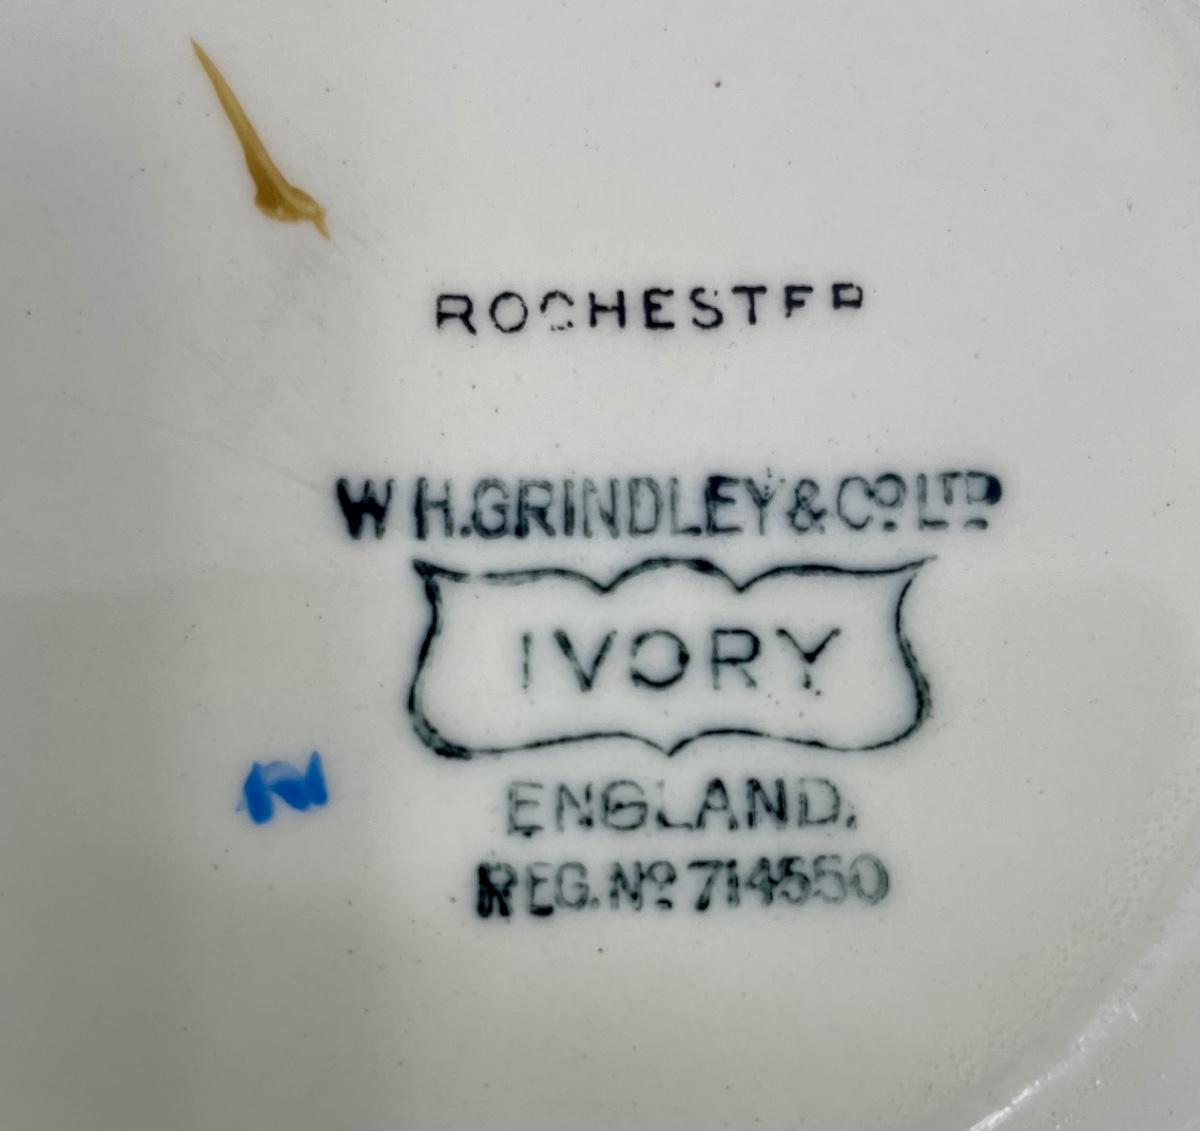 ROCHESTER
W H. GRINDLEY & Cº LTD
IVORY
ENGLAND.
REG. Nº 714550